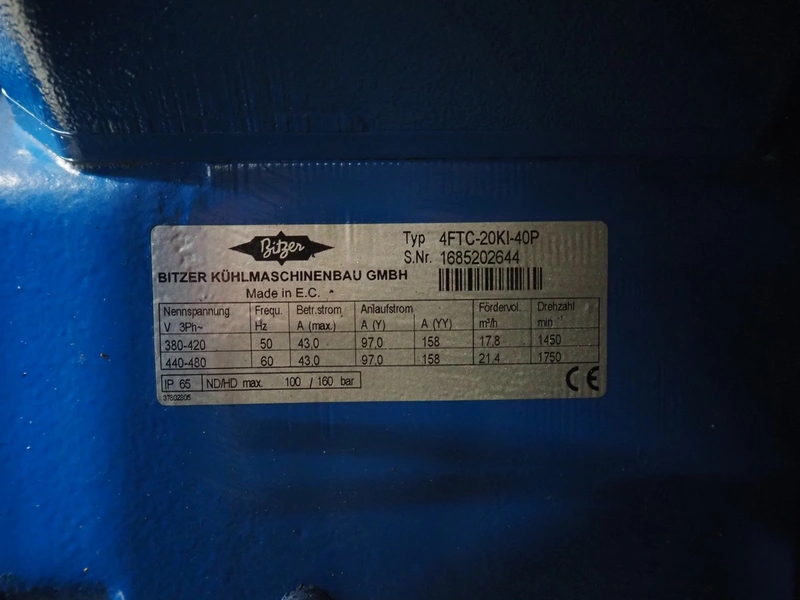 Bitzer
Typ 4FTC-20KI-40P
S.Nr. 1685202644
BITZER KÜHLMASCHINENBAU GMBH
Made in E.C.
Nennspannung Frequ. Betr.strom Anlaufstrom Fördervol. Drehzahl
V 3Ph~ Hz A (max.) A (Y) A (YY) m³/h min
380-420 50 43,0 97,0 158 17,8 1450
440-480 60 43,0 97,0 158 21,4 1750
IP 65 ND/HD max. 100 / 160 bar
CE